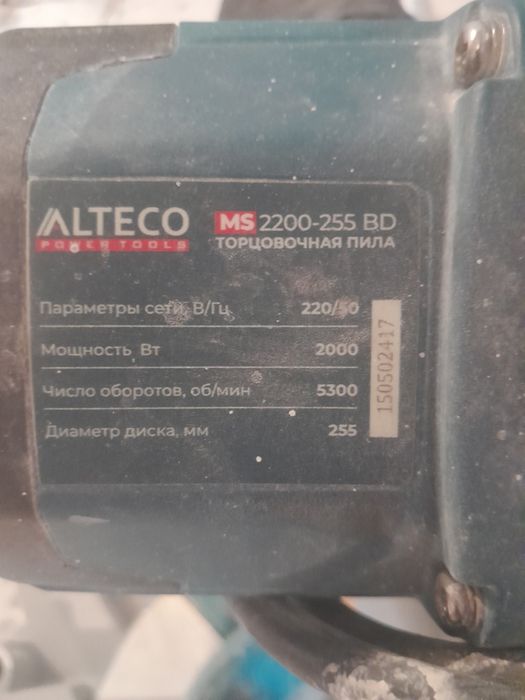 ALTECO
POWER TOOLS
MS 2200-255 BD
ТОРЦОВОЧНАЯ ПИЛА
Параметры сети, В/Гц 220/50
Мощность, Вт 2000
Число оборотов, об/мин 5300
Диаметр диска, мм 255
150502417